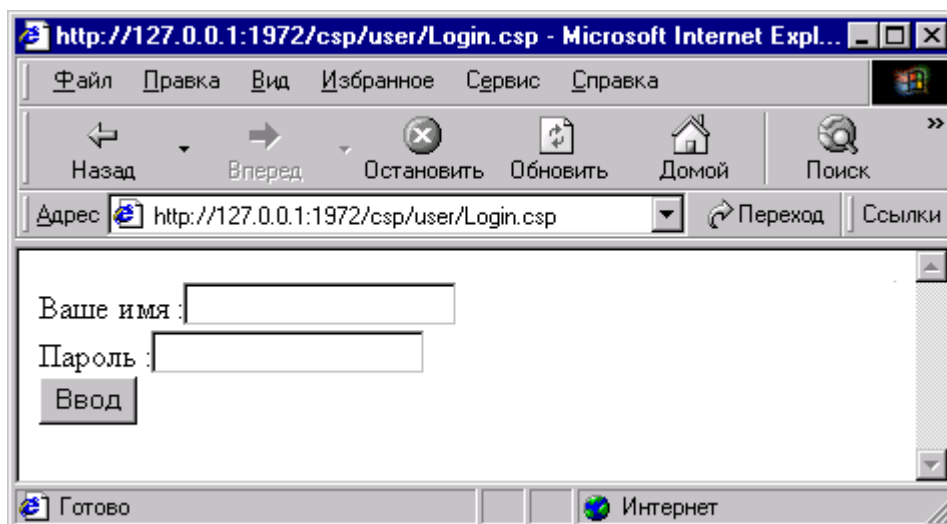 http://127.0.0.1:1972/csp/user/Login.csp - Microsoft Internet Expl...
Файл Правка Вид Избранное Сервис Справка
Назад Вперед Остановить Обновить Домой Поиск »
Адрес http://127.0.0.1:1972/csp/user/Login.csp Переход Ссылки
Ваше имя :
Пароль :
Ввод
Готово Интернет